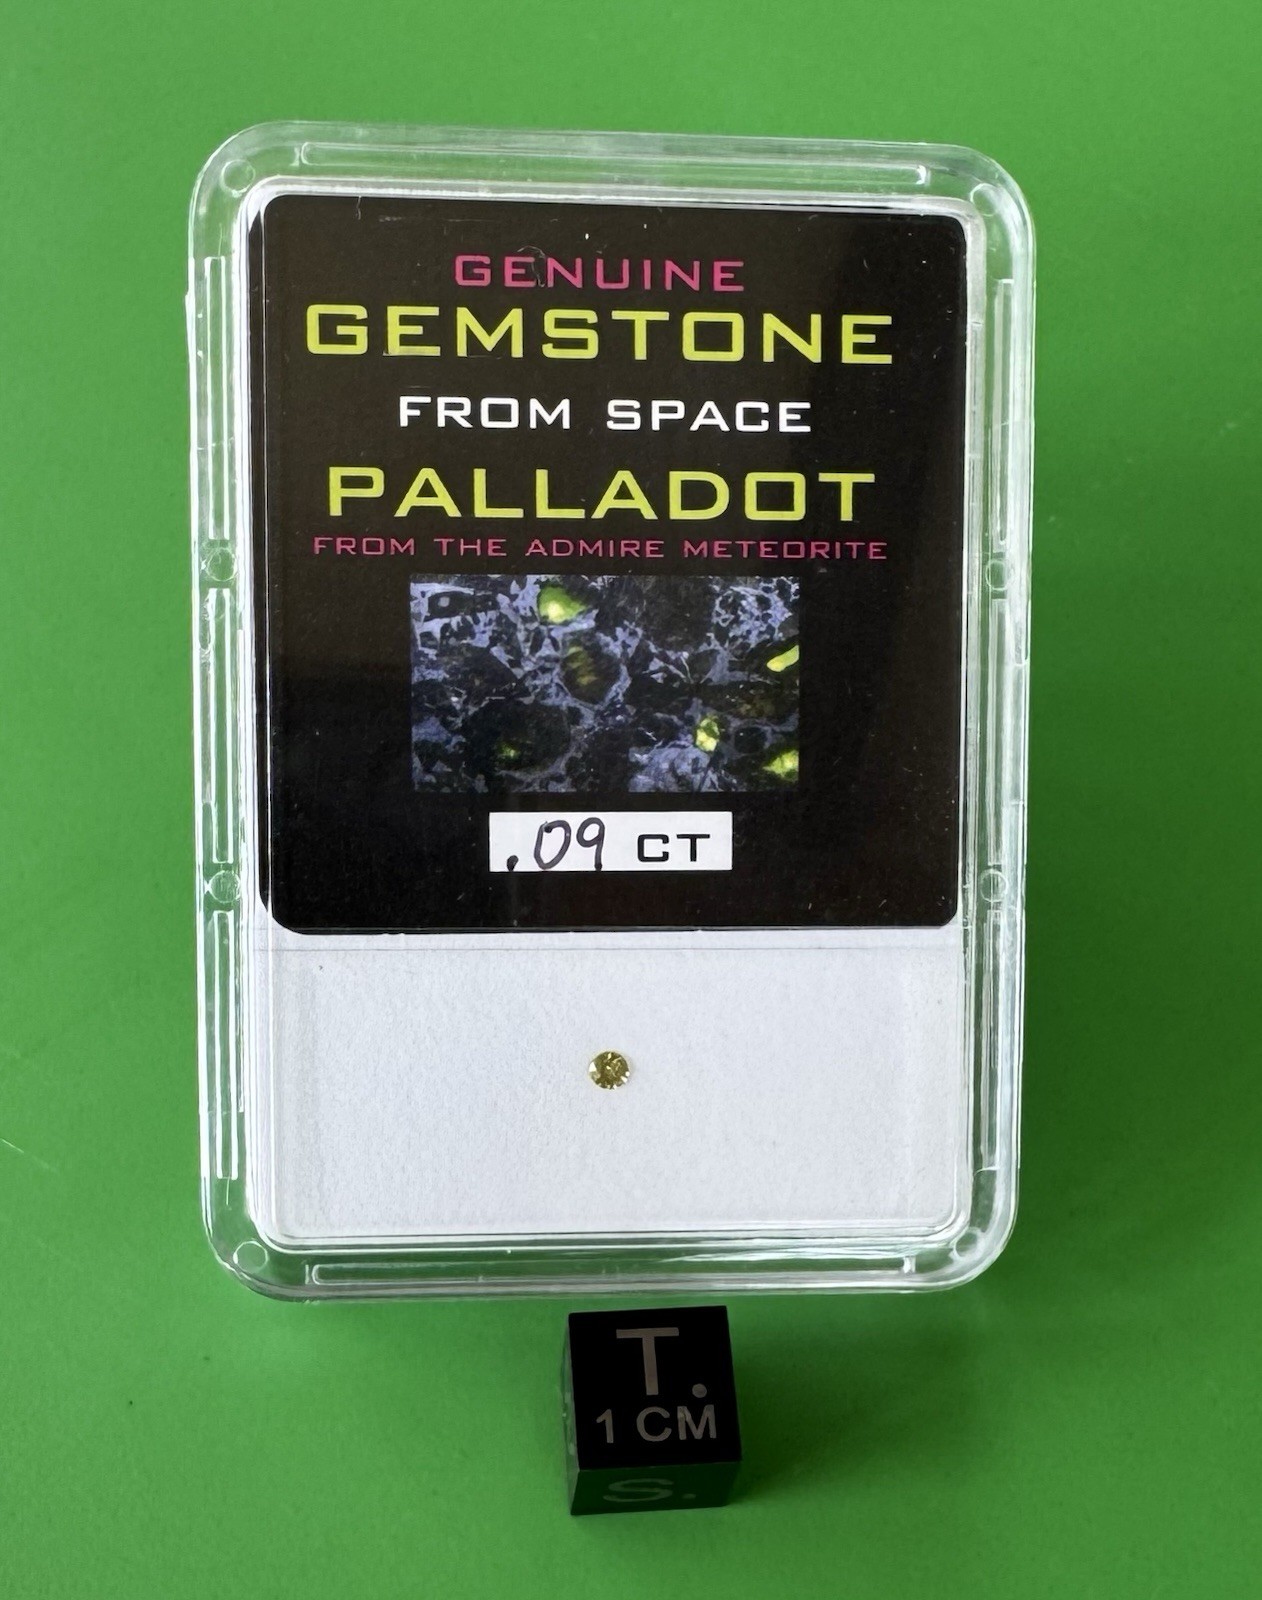 GENUINE
GEMSTONE
FROM SPACE
PALLADOT
FROM THE ADMIRE METEORITE
.09 CT
T.
1 CM
S.